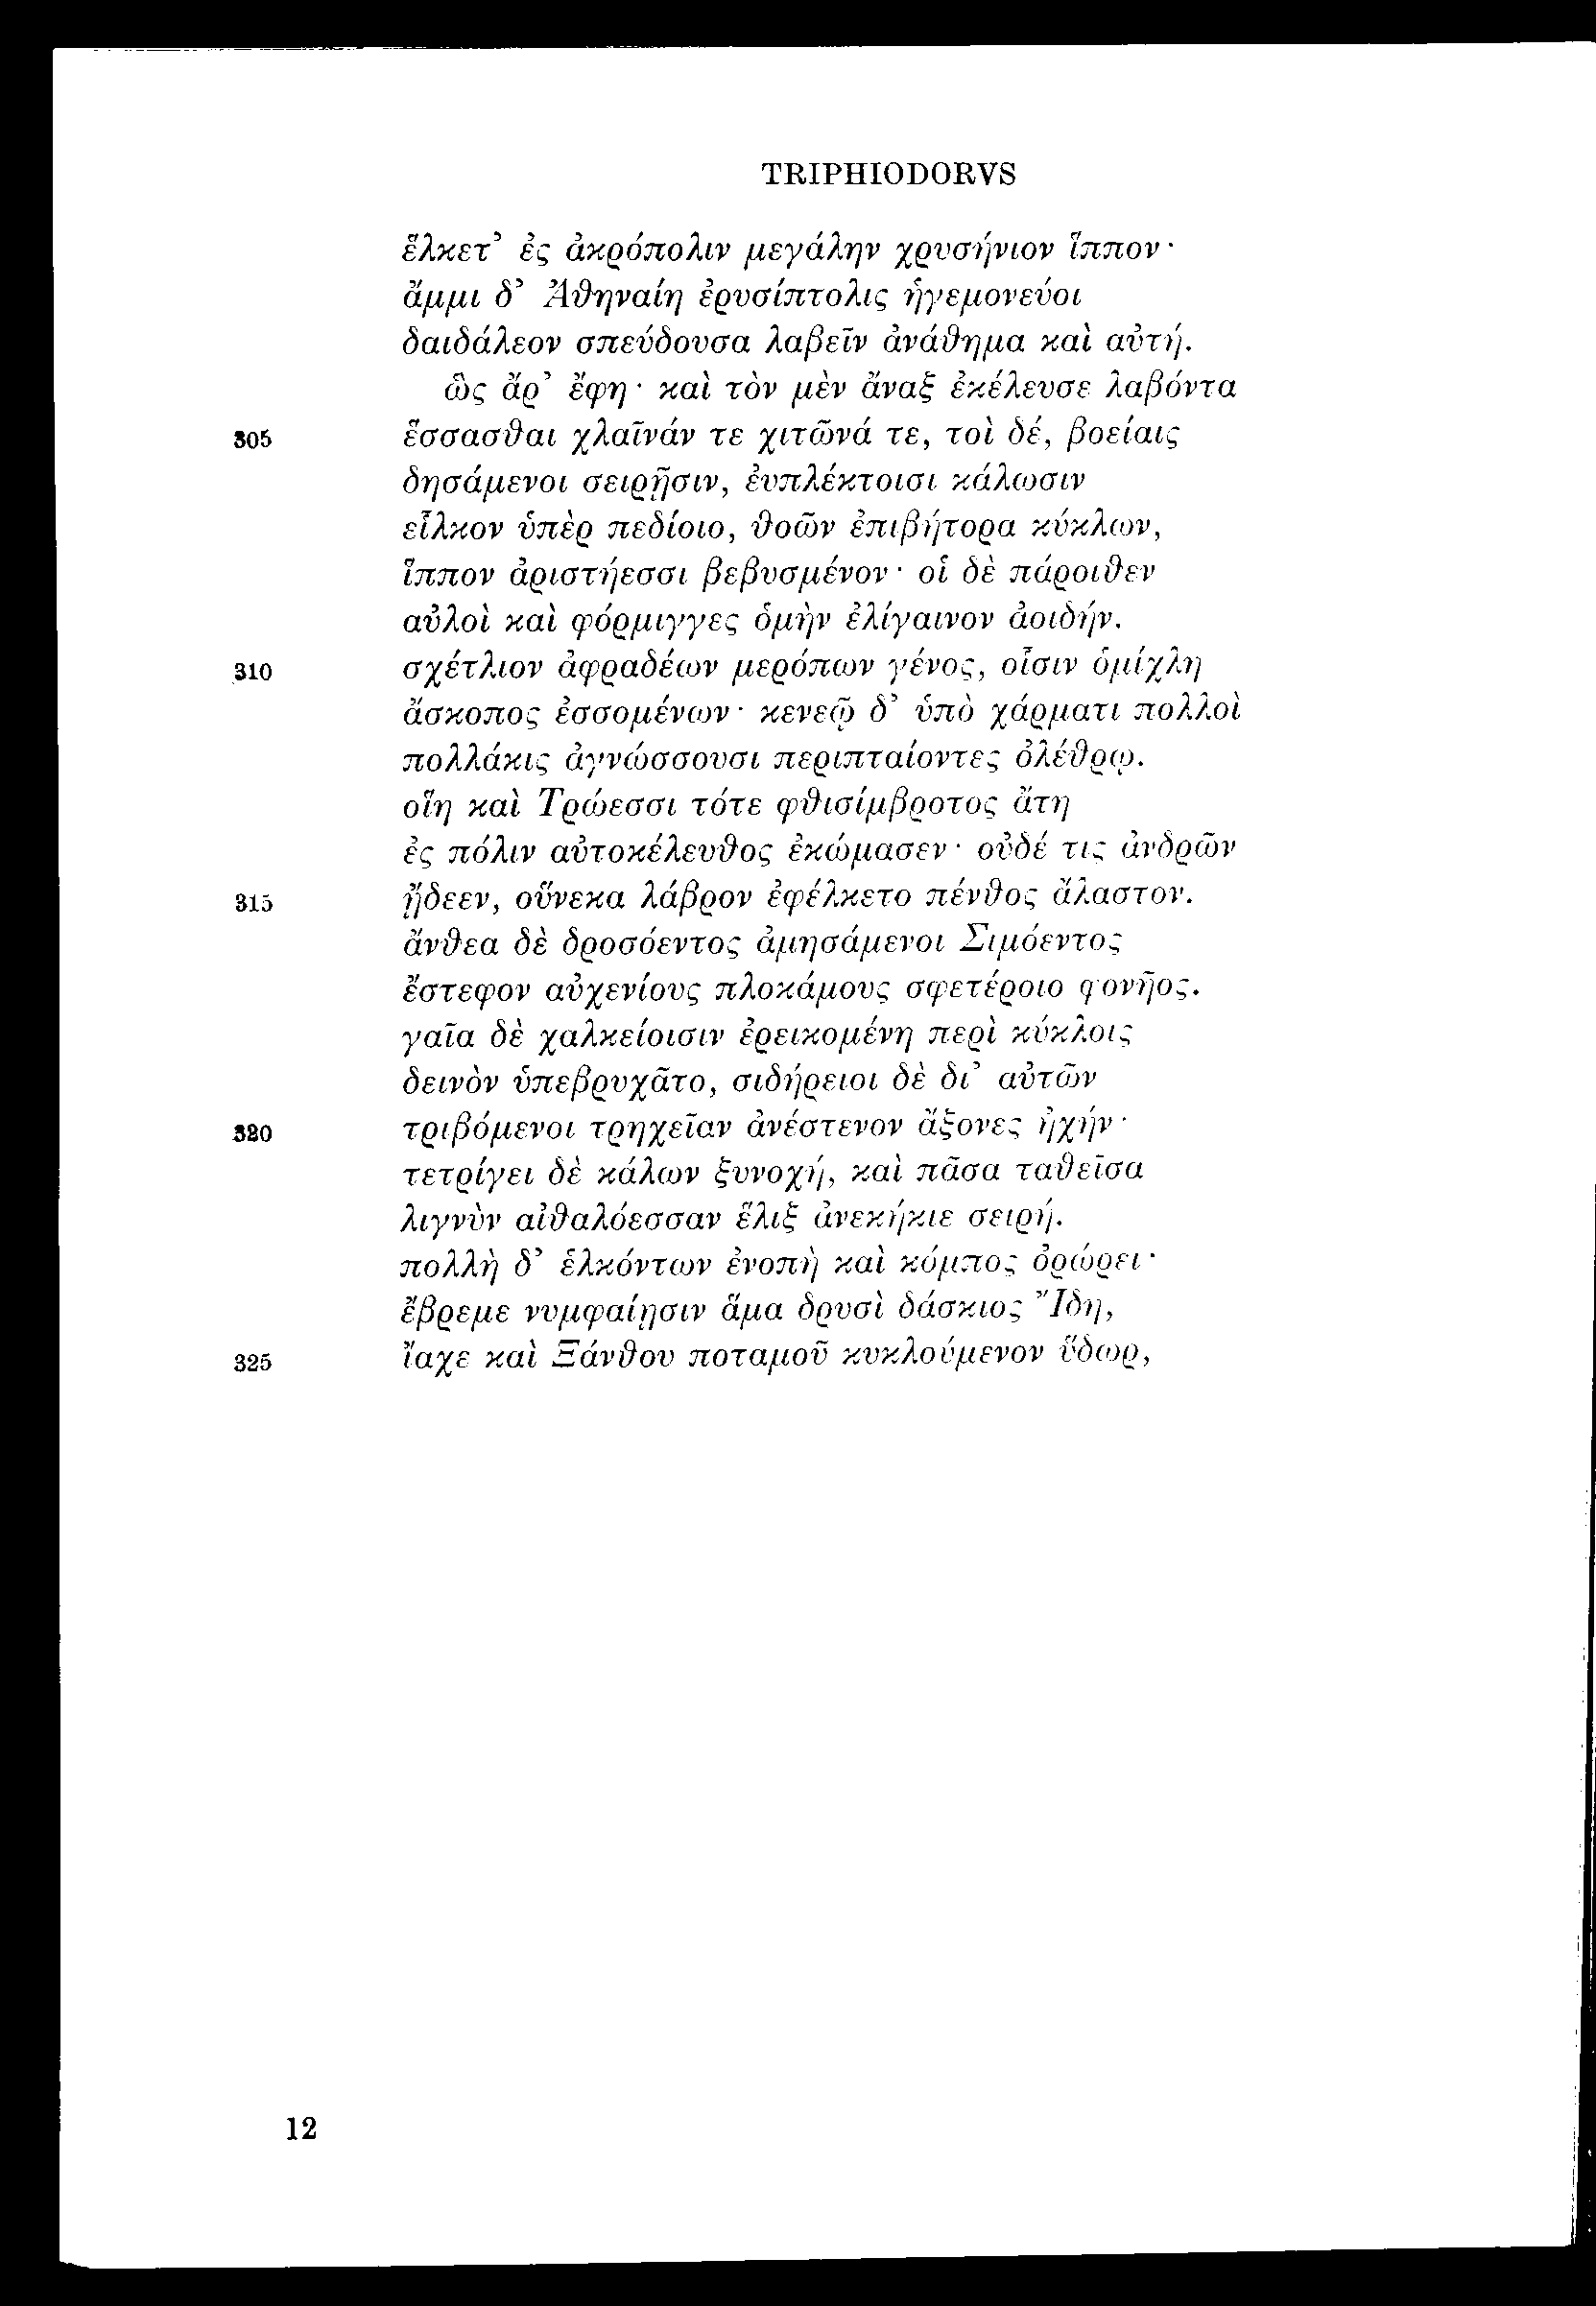 TRIPHIODORVS
ἕλκετ’ ἐς ἀκρόπολιν μεγάλην χρυσήνιον ἵππον·
ἄμμι δ’ Ἀθηναίη ἐρυσίπτολις ἡγεμονεύοι
δαιδάλεον σπεύδουσα λαβεῖν ἀνάθημα καὶ αὐτή.
ὣς ἄρ’ ἔφη· καὶ τὸν μὲν ἄναξ ἐκέλευσε λαβόντα
305 ἕσσασθαι χλαῖνάν τε χιτῶνά τε, τοὶ δέ, βοείαις
δησάμενοι σειρῇσιν, ἐυπλέκτοισι κάλωσιν
εἷλκον ὑπὲρ πεδίοιο, θοῶν ἐπιβήτορα κύκλων,
ἵππον ἀριστήεσσι βεβυσμένον· οἱ δὲ πάροιθεν
αὐλοὶ καὶ φόρμιγγες ὁμὴν ἐλίγαινον ἀοιδήν.
310 σχέτλιον ἀφραδέων μερόπων γένος, οἷσιν ὁμίχλη
ἄσκοπος ἐσσομένων· κενεῷ δ’ ὑπὸ χάρματι πολλοὶ
πολλάκις ἀγνώσσουσι περιπταίοντες ὀλέθρῳ.
οἵη καὶ Τρώεσσι τότε φθισίμβροτος ἄτη
ἐς πόλιν αὐτοκέλευθος ἐκώμασεν· οὐδέ τις ἀνδρῶν
315 ᾔδεεν, οὕνεκα λάβρον ἐφέλκετο πένθος ἄλαστον.
ἄνθεα δὲ δροσόεντος ἀμησάμενοι Σιμόεντος
ἔστεφον αὐχενίους πλοκάμους σφετέροιο φονῆος.
γαῖα δὲ χαλκείοισιν ἐρεικομένη περὶ κύκλοις
δεινὸν ὑπεβρυχᾶτο, σιδήρειοι δὲ δι’ αὐτῶν
320 τριβόμενοι τρηχεῖαν ἀνέστενον ἄξονες ἠχήν·
τετρίγει δὲ κάλων ξυνοχή, καὶ πᾶσα ταθεῖσα
λιγνὺν αἰθαλόεσσαν ἕλιξ ἀνεκήκιε σειρή.
πολλὴ δ’ ἑλκόντων ἐνοπὴ καὶ κόμπος ὀρώρει·
ἔβρεμε νυμφαίῃσιν ἅμα δρυσὶ δάσκιος Ἴδη,
325 ἴαχε καὶ Ξάνθου ποταμοῦ κυκλούμενον ὕδωρ,
12